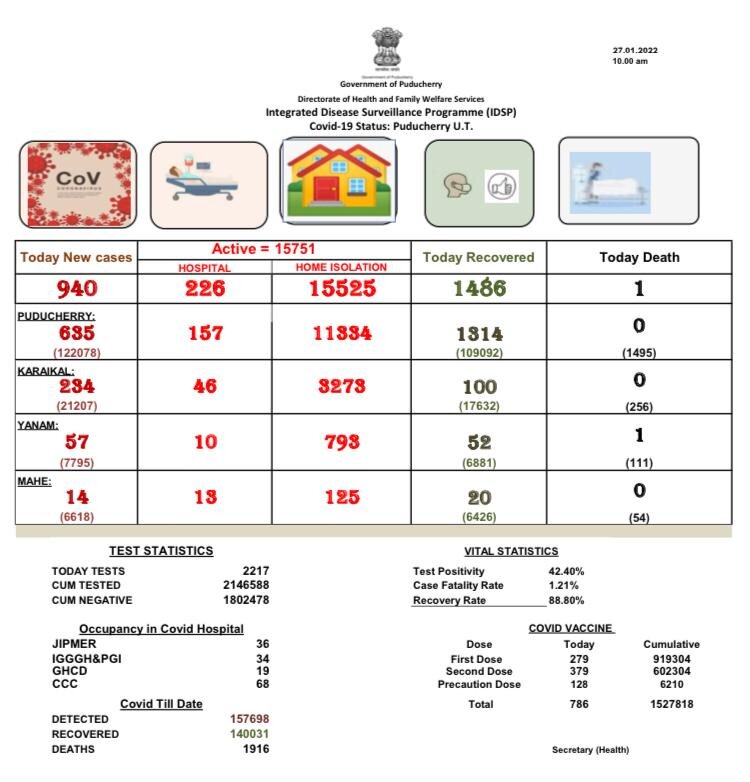 27.01.2022
10.00 am
Government of Puducherry
Government of Puducherry
Directorate of Health and Family Welfare Services
Integrated Disease Surveillance Programme (IDSP)
Covid-19 Status: Puducherry U.T.
CoV
CORONAVIRUS
Today New cases
Active = 15751
HOSPITAL HOME ISOLATION
Today Recovered
Today Death
940 226 15525 1486 1
PUDUCHERRY:
635 157 11334 1314 0
(122078) (109092) (1495)
KARAIKAL:
234 46 3273 100 0
(21207) (17632) (256)
YANAM:
57 10 793 52 1
(7795) (6881) (111)
MAHE:
14 13 125 20 0
(6618) (6426) (54)
TEST STATISTICS
TODAY TESTS 2217
CUM TESTED 2146588
CUM NEGATIVE 1802478
VITAL STATISTICS
Test Positivity 42.40%
Case Fatality Rate 1.21%
Recovery Rate 88.80%
Occupancy in Covid Hospital
JIPMER 36
IGGGH&PGI 34
GHCD 19
CCC 68
COVID VACCINE
Dose Today Cumulative
First Dose 279 919304
Second Dose 379 602304
Precaution Dose 128 6210
Total 786 1527818
Covid Till Date
DETECTED 157698
RECOVERED 140031
DEATHS 1916
Secretary (Health)